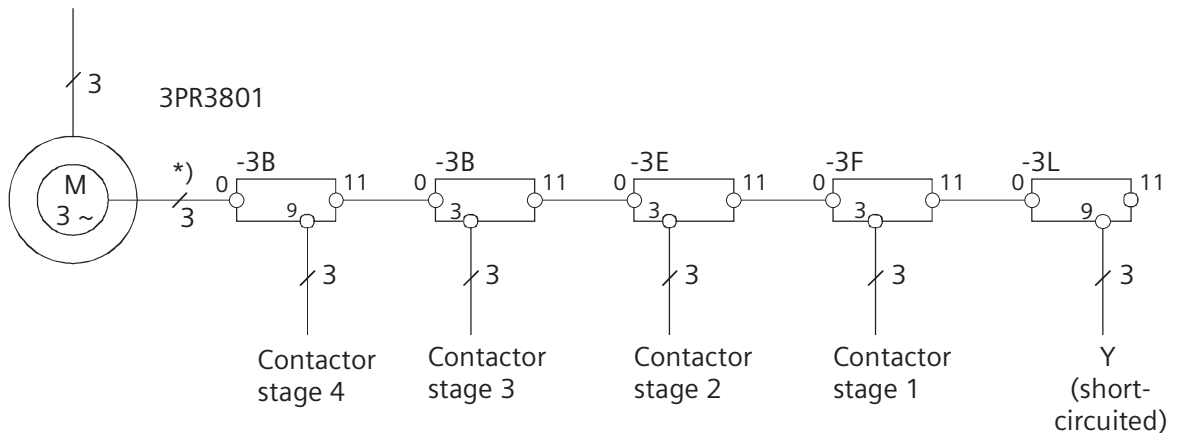 3
3PR3801
*)
M
3 ~
3
-3B
0
11
9
-3B
0
11
3
-3E
0
11
3
-3F
0
11
3
-3L
0
11
9
3
3
3
3
3
Contactor
stage 4
Contactor
stage 3
Contactor
stage 2
Contactor
stage 1
Y
(short-
circuited)